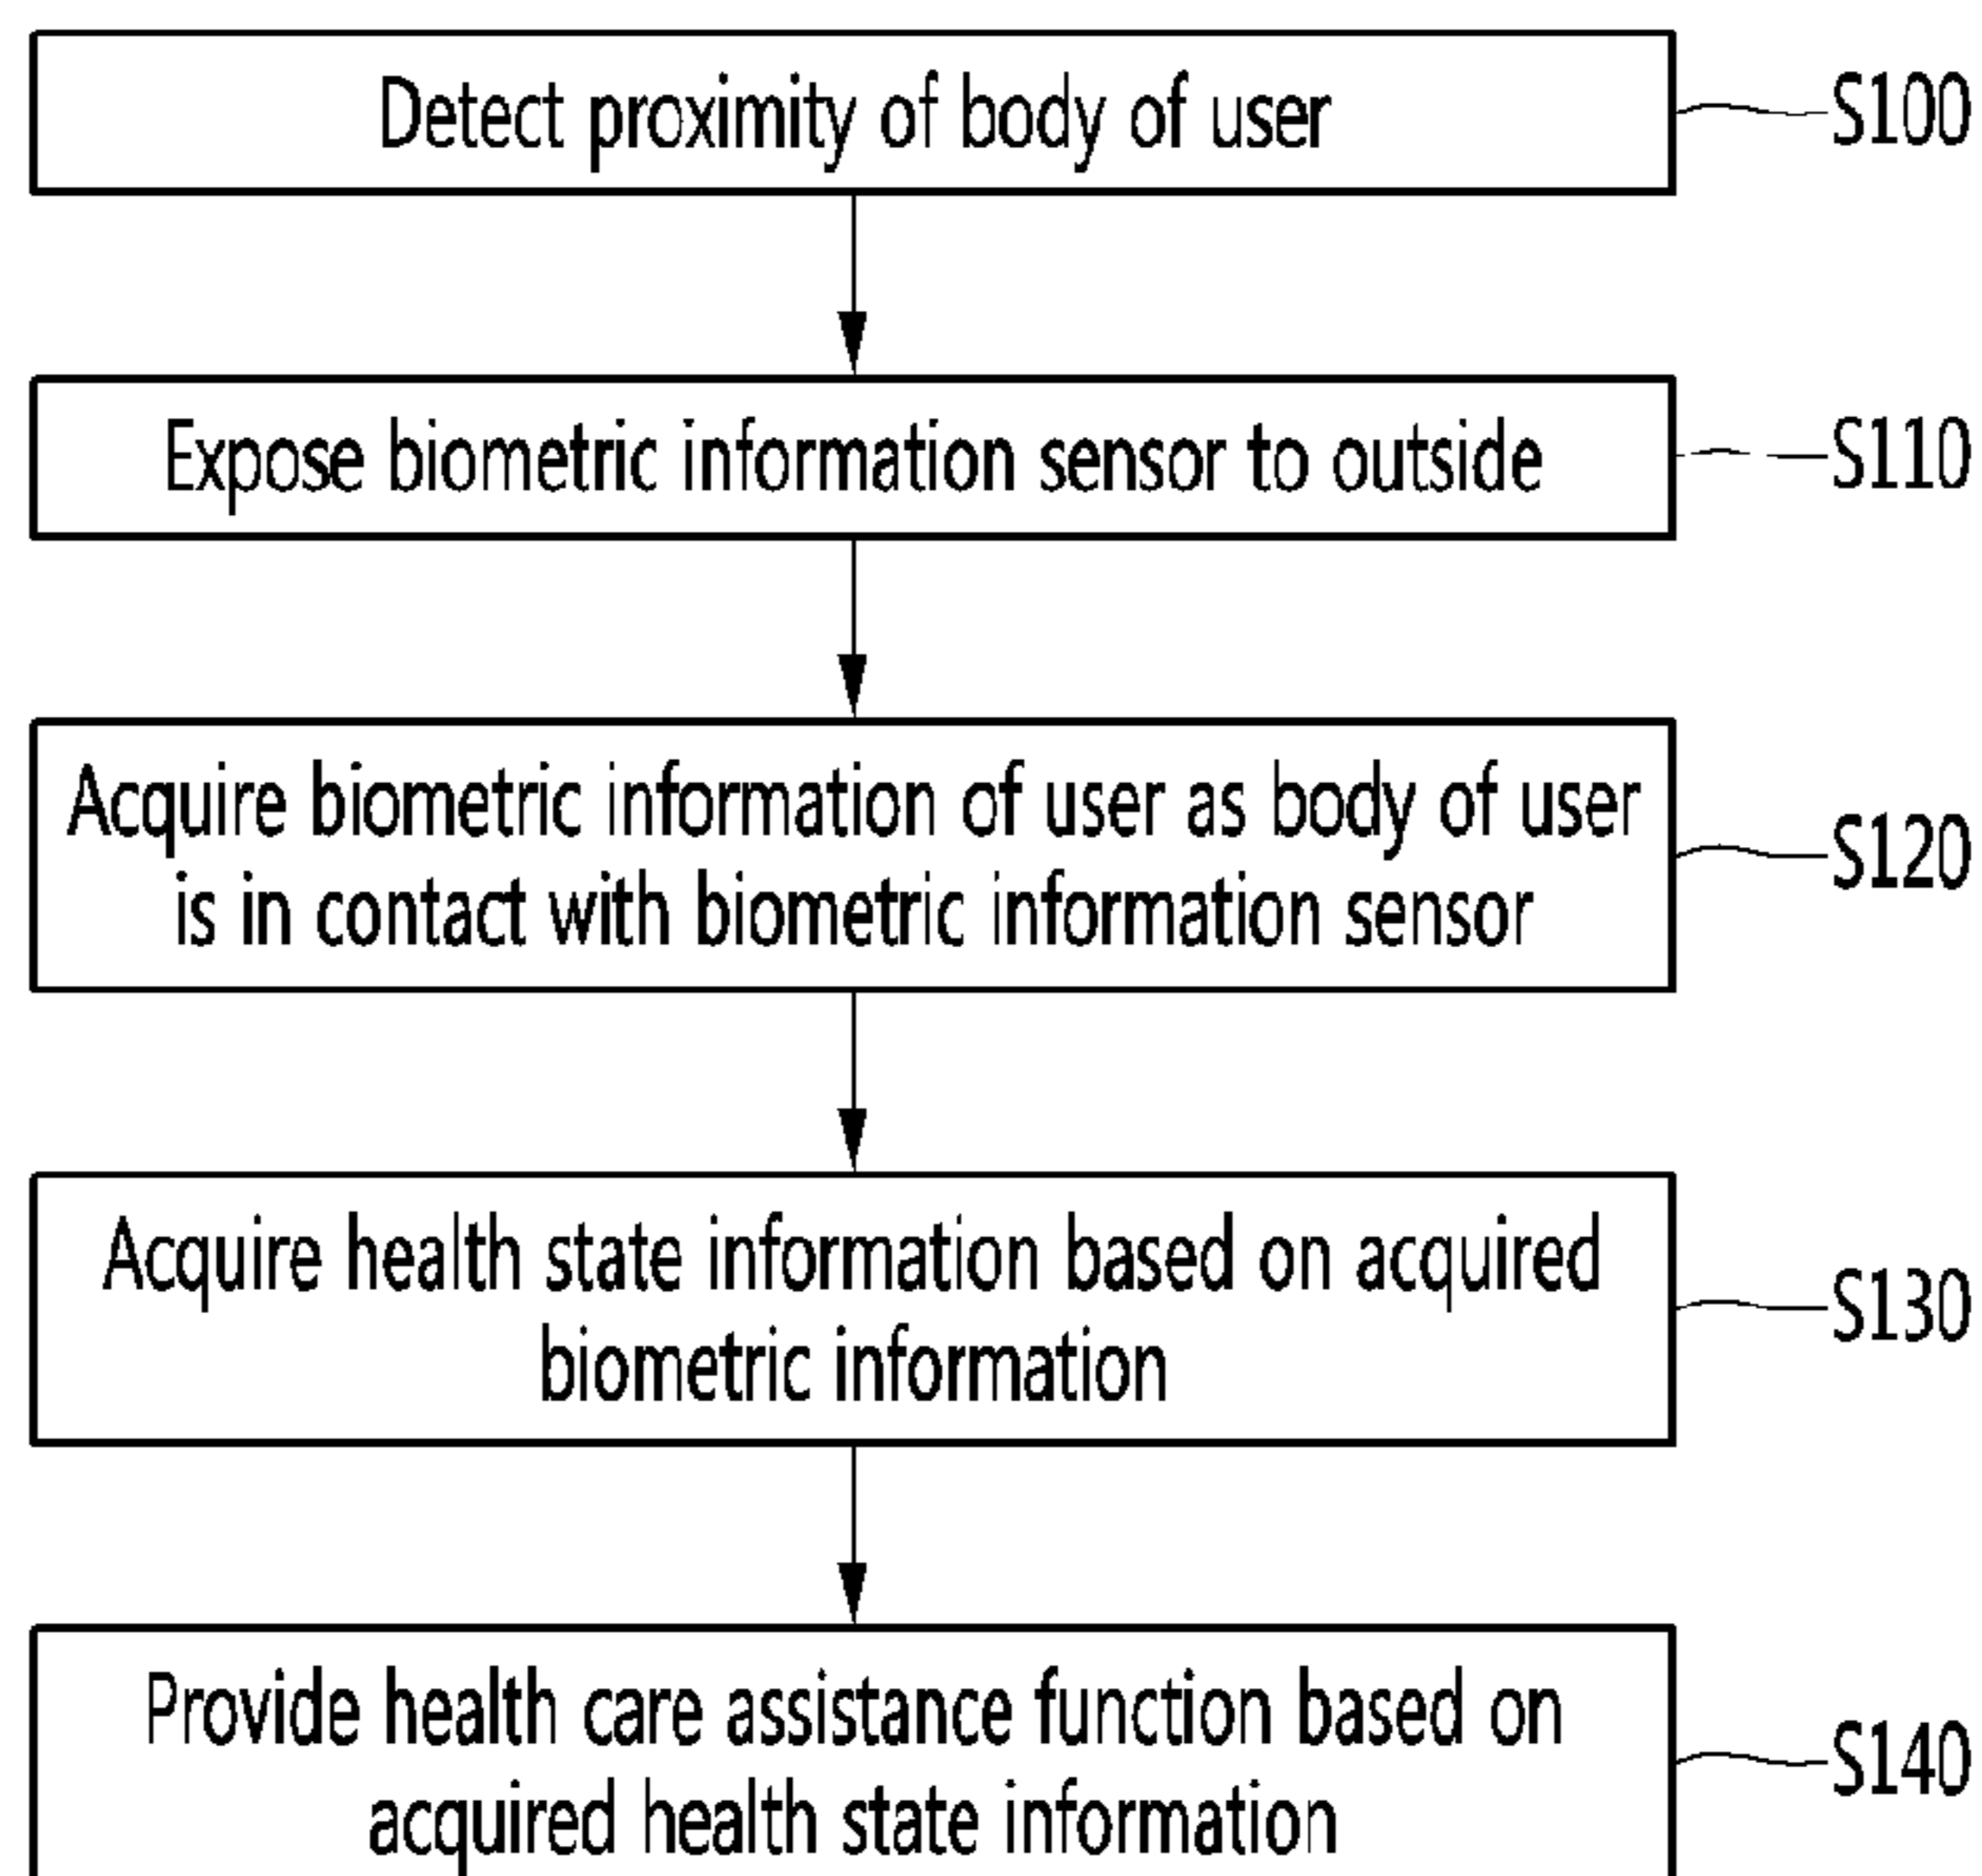 Detect proximity of body of user
S100
Expose biometric information sensor to outside
S110
Acquire biometric information of user as body of user
is in contact with biometric information sensor
S120
Acquire health state information based on acquired
biometric information
S130
Provide health care assistance function based on
acquired health state information
S140